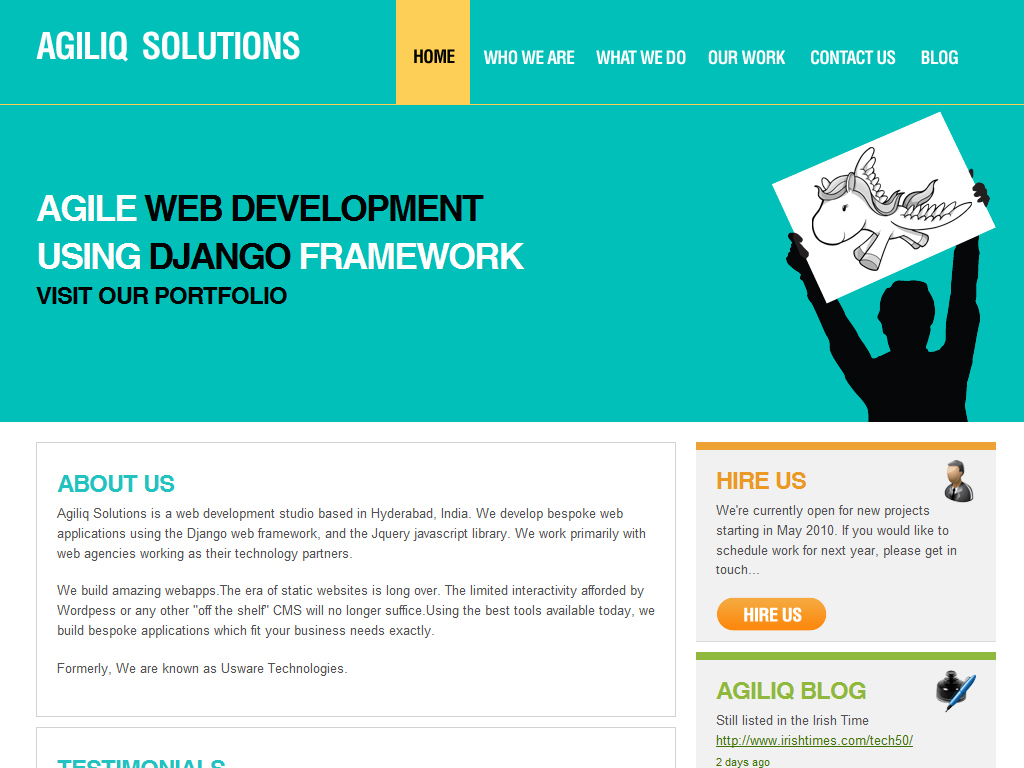 AGILIQ SOLUTIONS
HOME
WHO WE ARE
WHAT WE DO
OUR WORK
CONTACT US
BLOG
AGILE WEB DEVELOPMENT
USING DJANGO FRAMEWORK
VISIT OUR PORTFOLIO
ABOUT US
Agiliq Solutions is a web development studio based in Hyderabad, India. We develop bespoke web
applications using the Django web framework, and the Jquery javascript library. We work primarily with
web agencies working as their technology partners.
We build amazing webapps.The era of static websites is long over. The limited interactivity afforded by
Wordpess or any other "off the shelf" CMS will no longer suffice.Using the best tools available today, we
build bespoke applications which fit your business needs exactly.
Formerly, We are known as Usware Technologies.
TESTIMONIALS
HIRE US
We're currently open for new projects
starting in May 2010. If you would like to
schedule work for next year, please get in
touch...
HIRE US
AGILIQ BLOG
Still listed in the Irish Time
http://www.irishtimes.com/tech50/
2 days ago